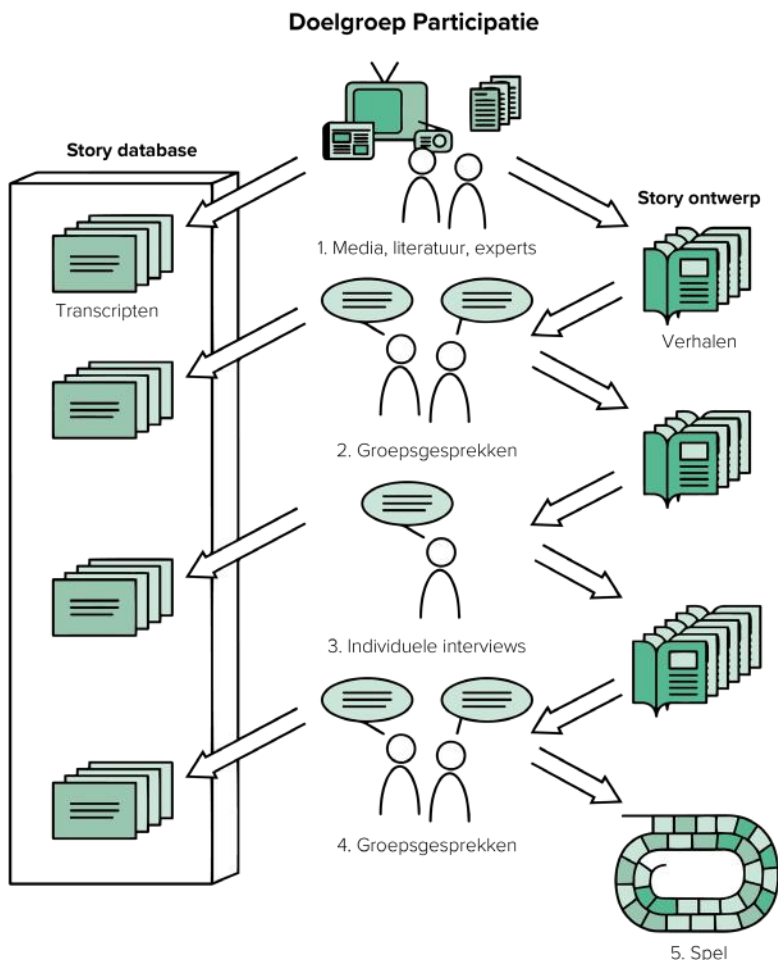 Doelgroep Participatie
Story database
Story ontwerp
1. Media, literatuur, experts
Transcripten
Verhalen
2. Groepsgesprekken
3. Individuele interviews
4. Groepsgesprekken
5. Spel